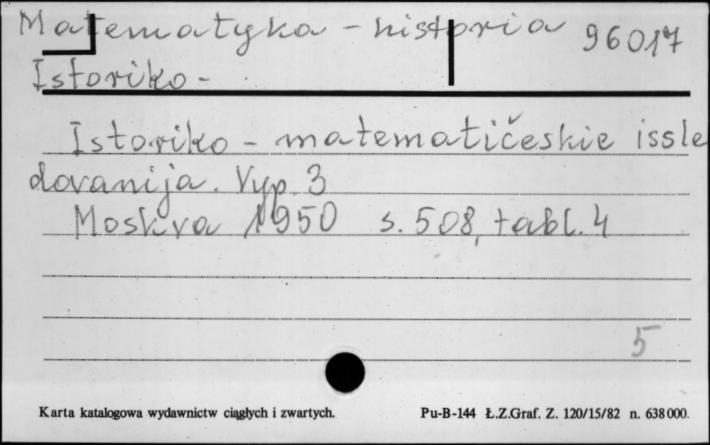 Matematyka - historia 96017
Istoriko -
Istoriko - matematičeskie issle
dovanija. Vyp. 3
Moskva 1950 s. 508, tabl. 4
5
Karta katalogowa wydawnictw ciągłych i zwartych. Pu-B-144 Ł.Z.Graf. Z. 120/15/82 n. 638000.